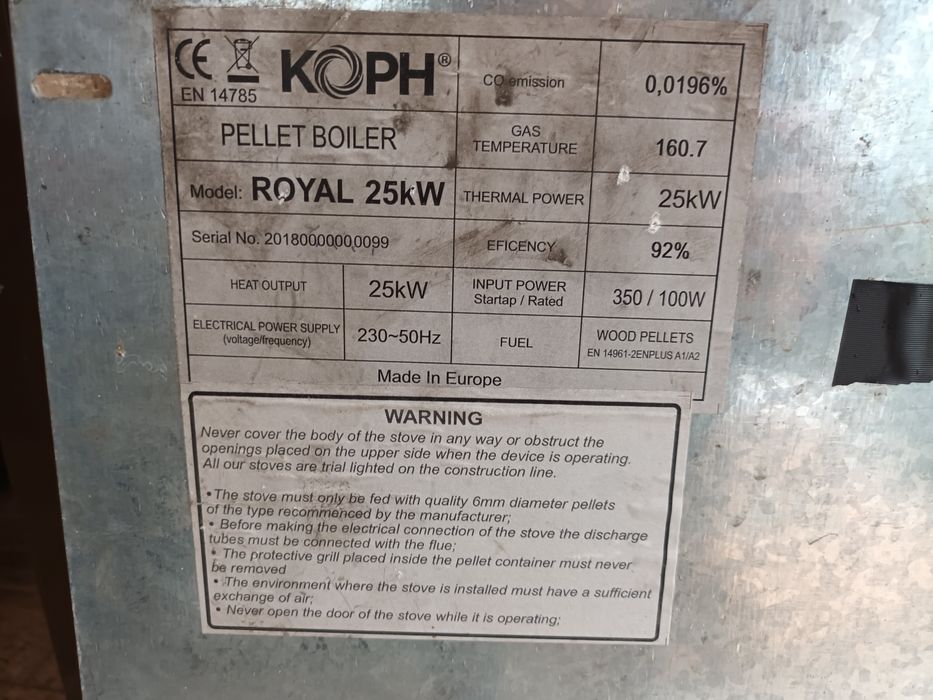 CE
EN 14785
KOPH®
PELLET BOILER
Model: ROYAL 25kW
Serial No. 20180000000099
HEAT OUTPUT 25kW
ELECTRICAL POWER SUPPLY
(voltage/frequency)
230~50Hz
CO emission 0,0196%
GAS
TEMPERATURE
160.7
THERMAL POWER 25kW
EFICENCY 92%
INPUT POWER
Startap / Rated
350 / 100W
FUEL
WOOD PELLETS
EN 14961-2ENPLUS A1/A2
Made In Europe
WARNING
Never cover the body of the stove in any way or obstruct the
openings placed on the upper side when the device is operating.
All our stoves are trial lighted on the construction line.
• The stove must only be fed with quality 6mm diameter pellets
of the type recommenced by the manufacturer;
• Before making the electrical connection of the stove the discharge
tubes must be connected with the flue;
• The protective grill placed inside the pellet container must never
be removed
• The environment where the stove is installed must have a sufficient
exchange of air;
• Never open the door of the stove while it is operating;